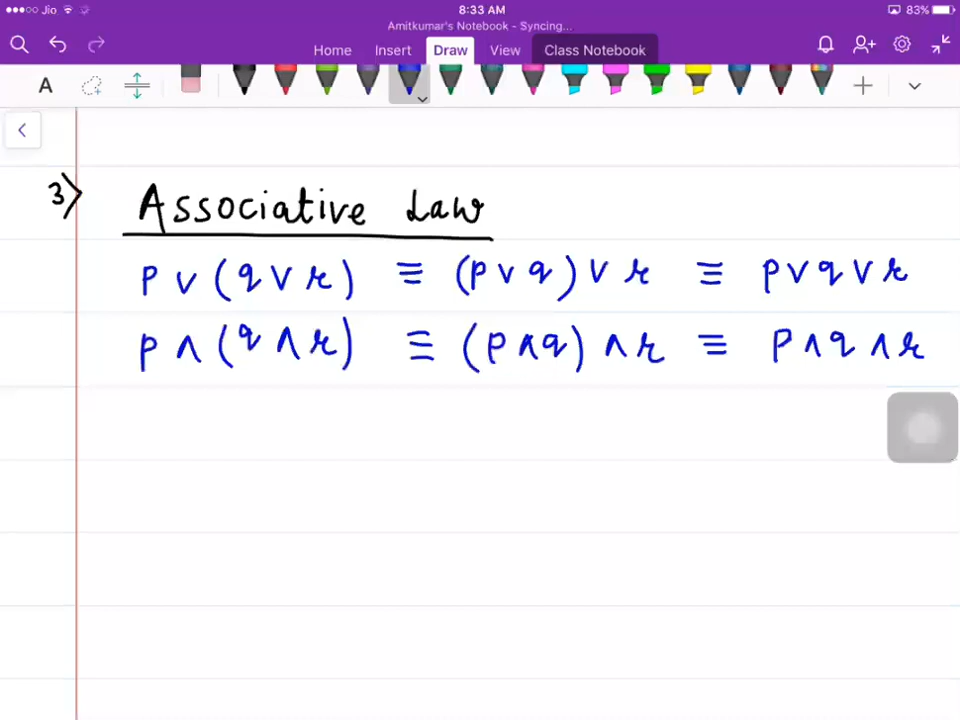 Jio 8:33 AM 83%
Amitkumar's Notebook - Syncing...
Home Insert Draw View Class Notebook
A
3) Associative Law
p ∨ (q ∨ r) ≡ (p ∨ q) ∨ r ≡ p ∨ q ∨ r
p ∧ (q ∧ r) ≡ (p ∧ q) ∧ r ≡ p ∧ q ∧ r